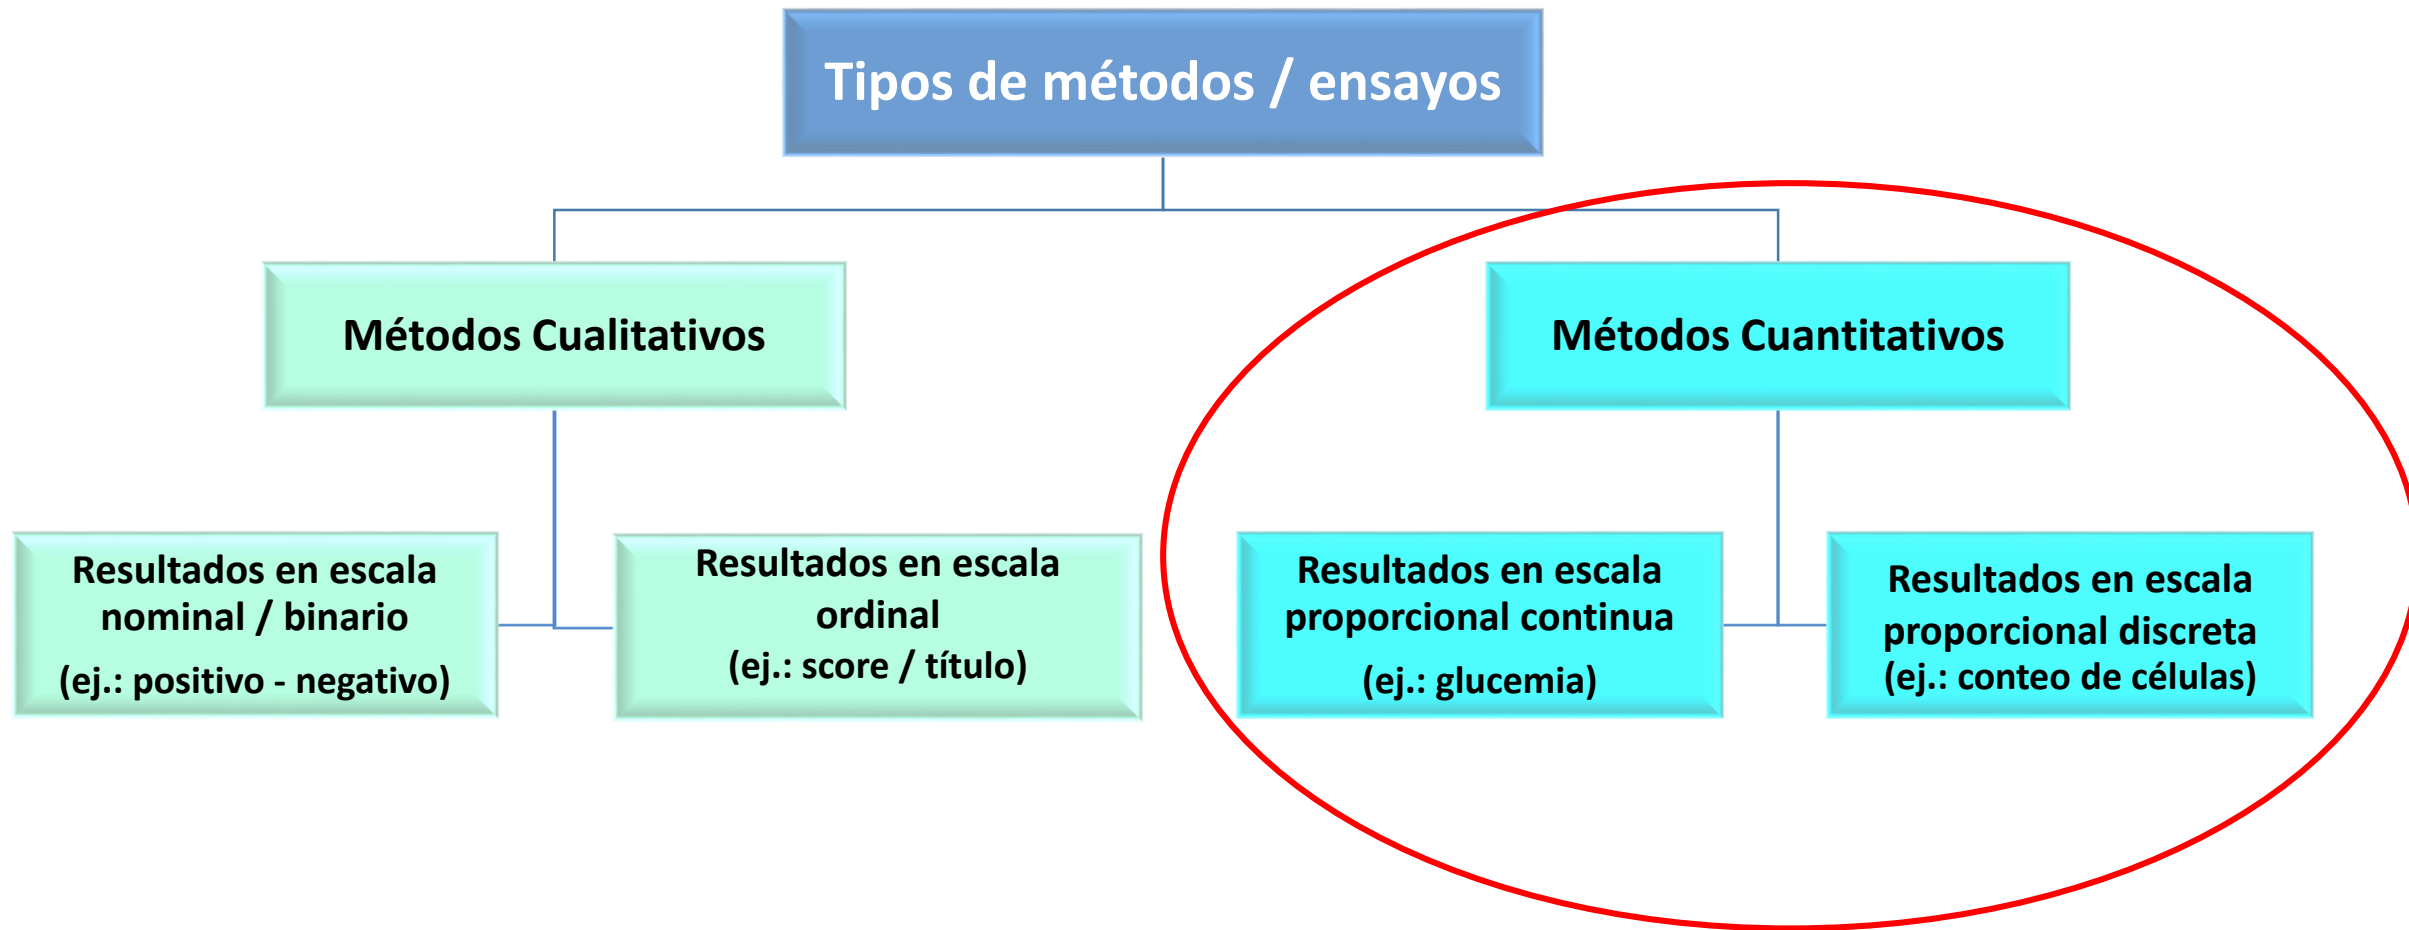 Tipos de métodos / ensayos
Métodos Cualitativos
Métodos Cuantitativos
Resultados en escala
nominal / binario
(ej.: positivo - negativo)
Resultados en escala
ordinal
(ej.: score / título)
Resultados en escala
proporcional continua
(ej.: glucemia)
Resultados en escala
proporcional discreta
(ej.: conteo de células)